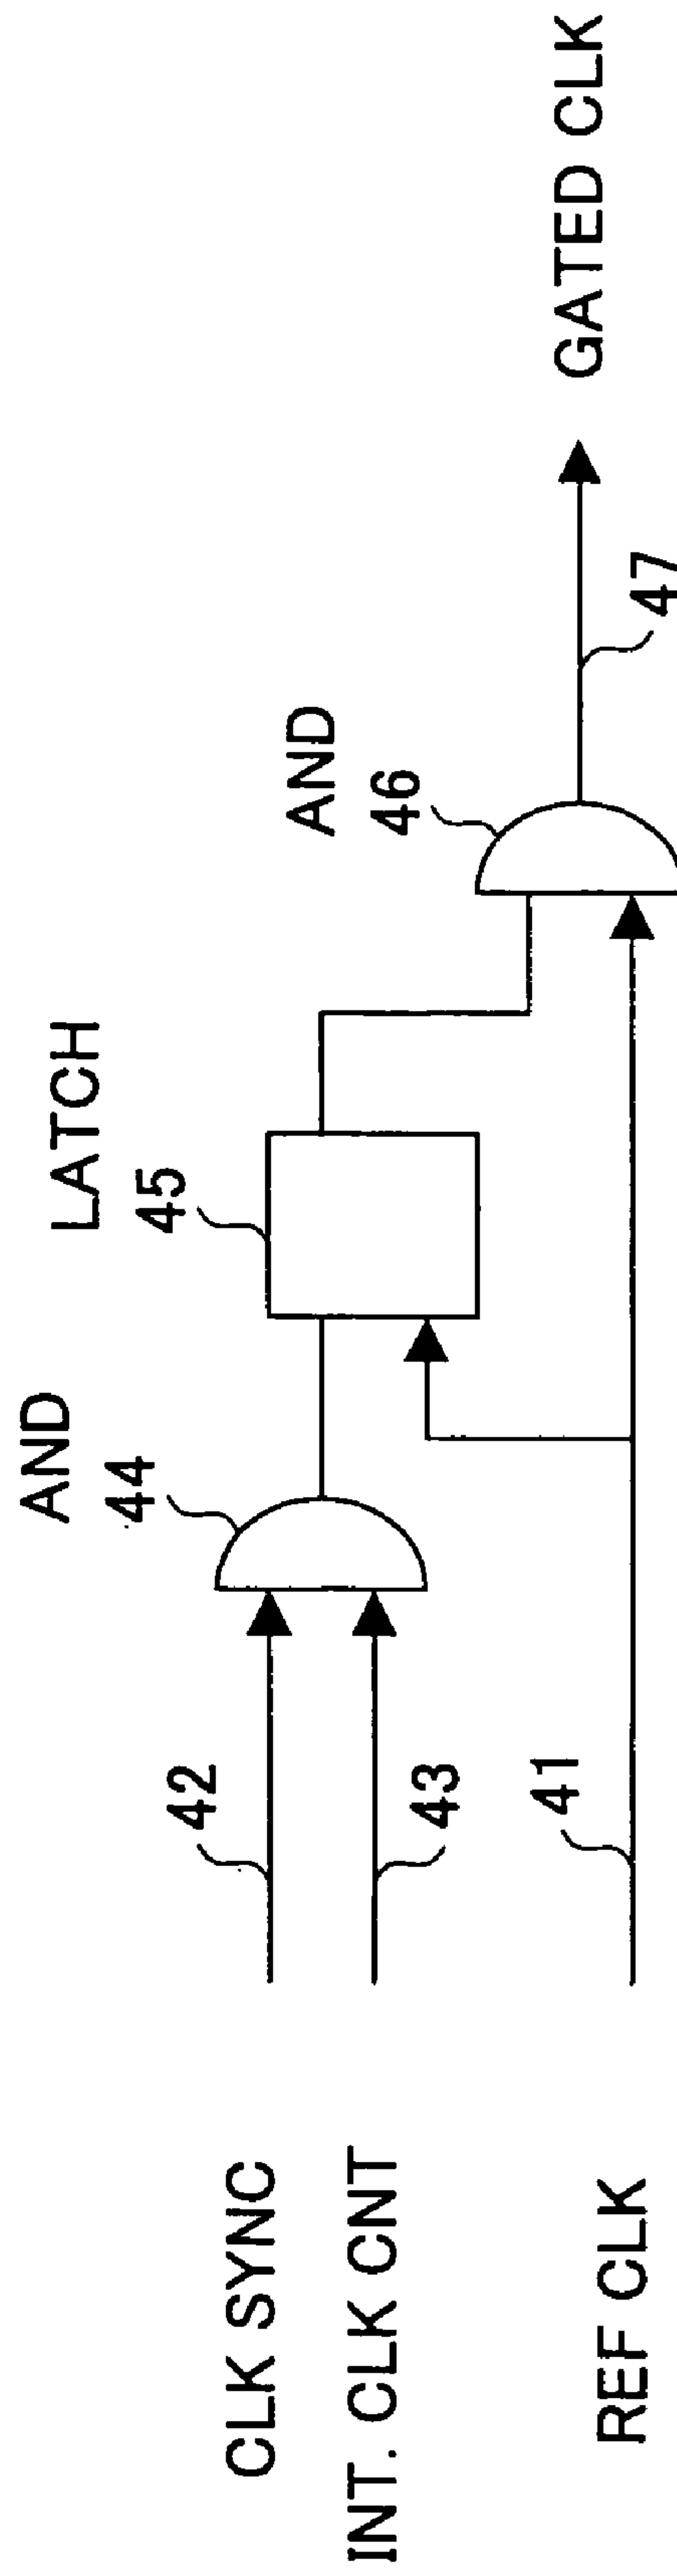 CLK SYNC
INT. CLK CNT
REF CLK
42
43
41
AND
44
LATCH
45
AND
46
47
GATED CLK